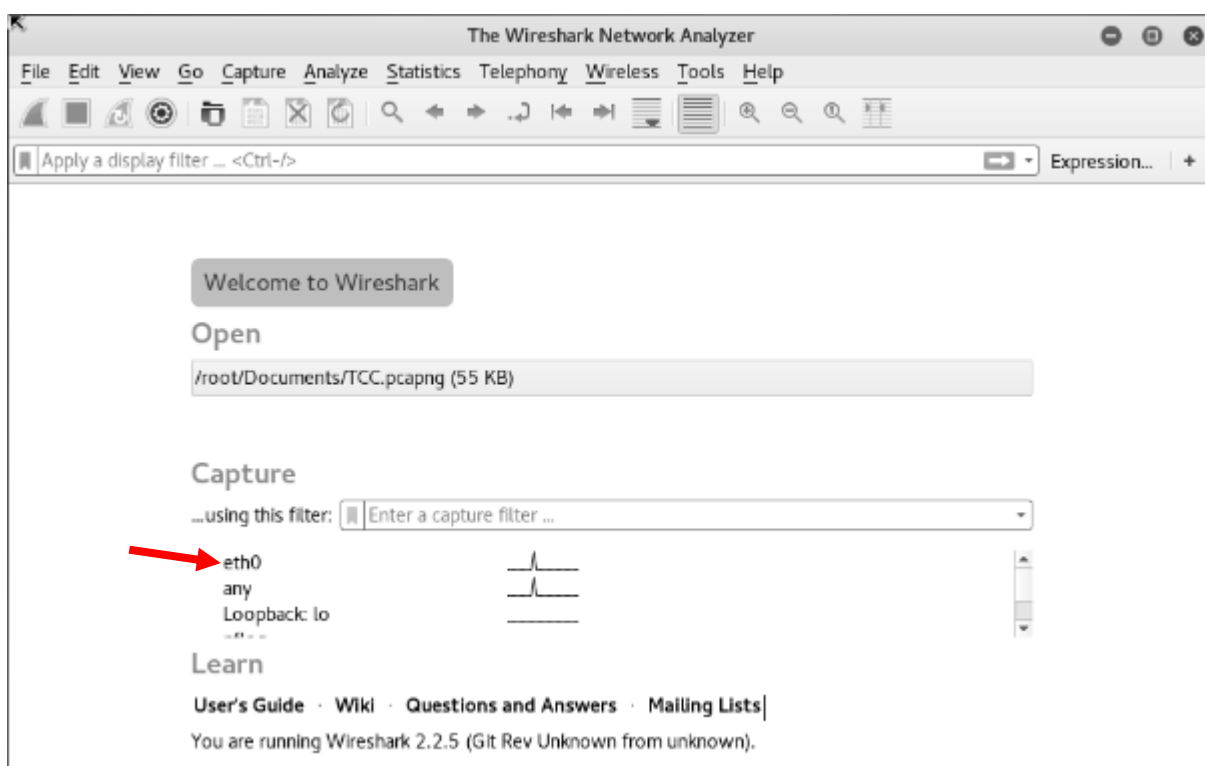 The Wireshark Network Analyzer
File Edit View Go Capture Analyze Statistics Telephony Wireless Tools Help
Apply a display filter ... <Ctrl-/> Expression... +
Welcome to Wireshark
Open
/root/Documents/TCC.pcapng (55 KB)
Capture
...using this filter: Enter a capture filter ...
eth0
any
Loopback: lo
Learn
User's Guide · Wiki · Questions and Answers · Mailing Lists
You are running Wireshark 2.2.5 (Git Rev Unknown from unknown).